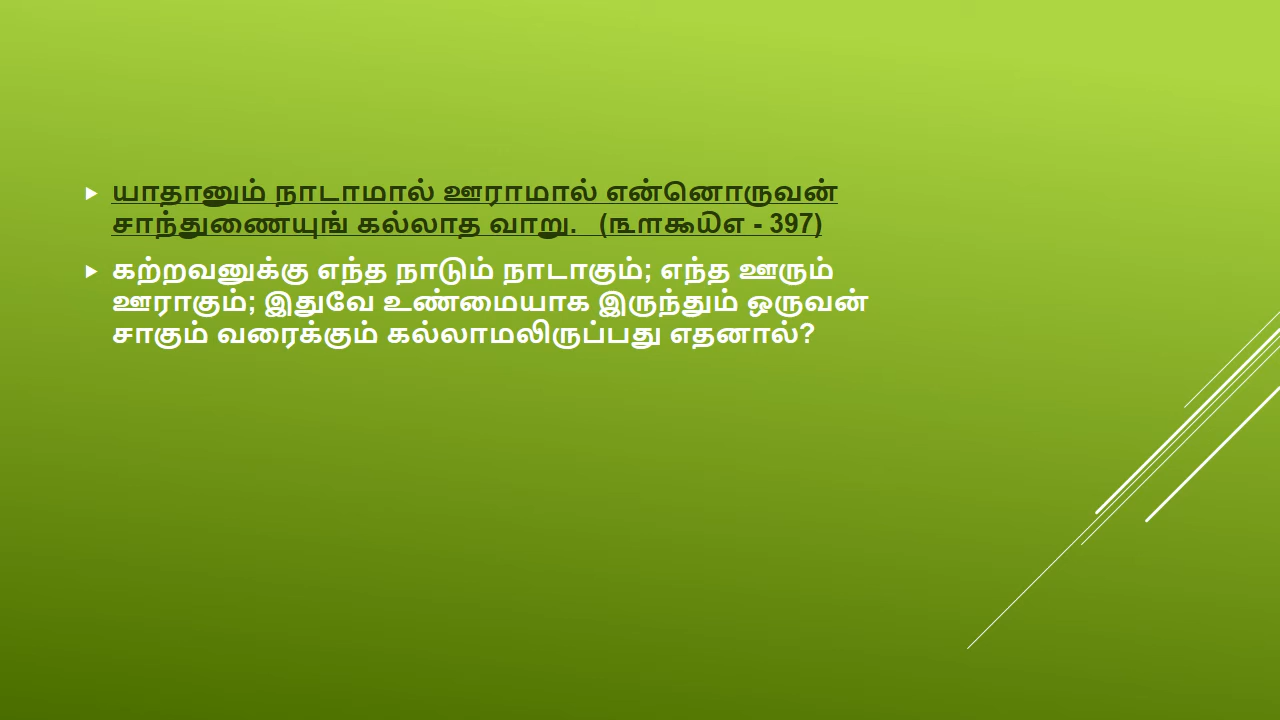 யாதானும் நாடாமால் ஊராமால் என்னொருவன்
சாந்துணையுங் கல்லாத வாறு. (௩௱௯௰௭ - 397)
கற்றவனுக்கு எந்த நாடும் நாடாகும்; எந்த ஊரும்
ஊராகும்; இதுவே உண்மையாக இருந்தும் ஒருவன்
சாகும் வரைக்கும் கல்லாமலிருப்பது எதனால்?